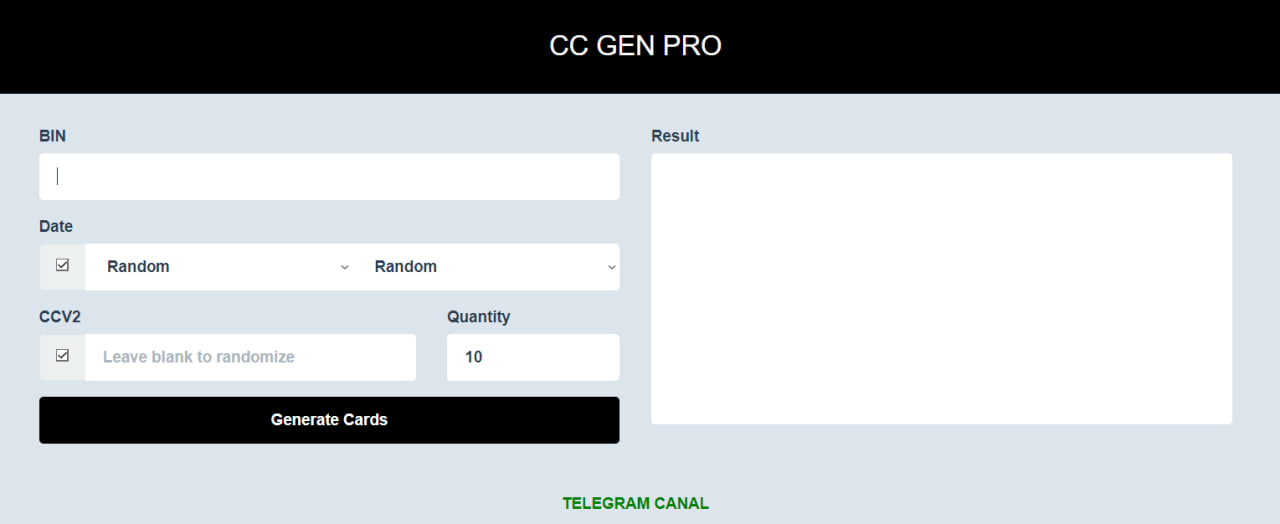 CC GEN PRO
BIN
Date
Random Random
CCV2 Quantity
Leave blank to randomize 10
Generate Cards
Result
TELEGRAM CANAL